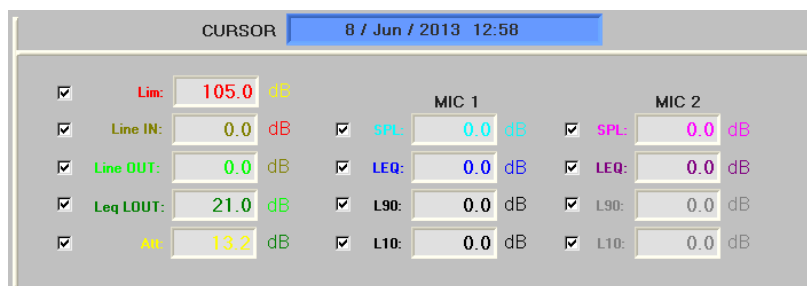 CURSOR 8 / Jun / 2013 12:58
Lim: 105.0 dB
MIC 1 MIC 2
Line IN: 0.0 dB SPL: 0.0 dB SPL: 0.0 dB
Line OUT: 0.0 dB LEQ: 0.0 dB LEQ: 0.0 dB
Leq LOUT: 21.0 dB L90: 0.0 dB L90: 0.0 dB
Att: 13.2 dB L10: 0.0 dB L10: 0.0 dB